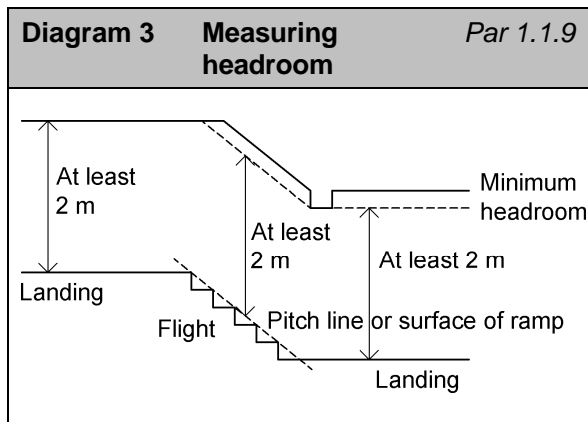 Diagram 3 Measuring headroom Par 1.1.9
At least
2 m
Minimum
headroom
At least
2 m
At least 2 m
Landing
Flight
Pitch line or surface of ramp
Landing